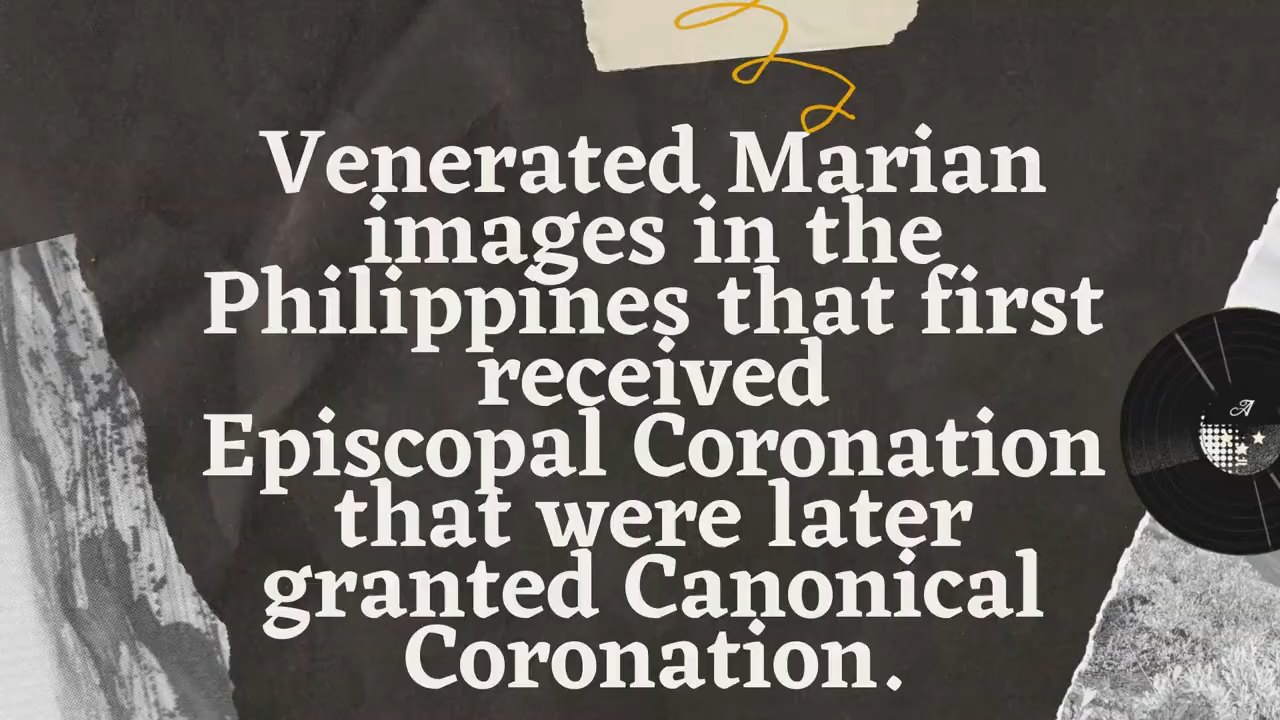 Venerated Marian
images in the
Philippines that first
received
Episcopal Coronation
that were later
granted Canonical
Coronation.
A